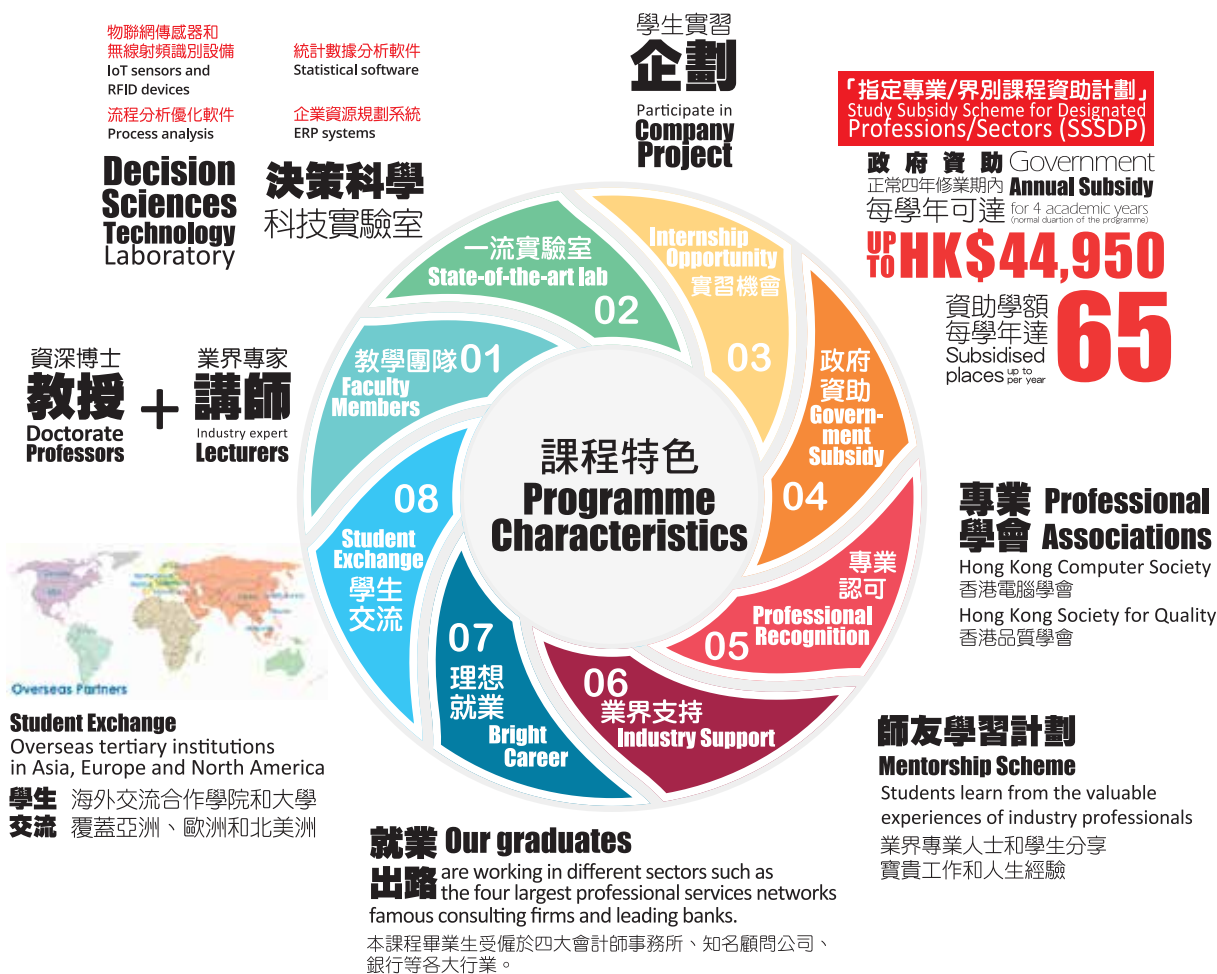 物聯網傳感器和
無線射頻識別設備
IoT sensors and
RFID devices
流程分析優化軟件
Process analysis
統計數據分析軟件
Statistical software
企業資源規劃系統
ERP systems
Decision
Sciences
Technology
Laboratory
決策科學
科技實驗室
學生實習
企劃
Participate in
Company
Project
「指定專業/界別課程資助計劃」
Study Subsidy Scheme for Designated
Professions/Sectors (SSSDP)
政府資助 Government
正常四年修業期內 Annual Subsidy
每學年可達 for 4 academic years
(normal duartion of the programme)
UP TO HK$44,950
資助學額
每學年達
Subsidised
places up to per year
65
一流實驗室
State-of-the-art lab
02
Internship
Opportunity
實習機會
03
教學團隊01
Faculty
Members
政府
資助
Govern-
ment
Subsidy
04
資深博士
教授
Doctorate
Professors
+
業界專家
講師
Industry expert
Lecturers
課程特色
Programme
Characteristics
08
Student
Exchange
學生
交流
專業
認可
Professional
Recognition
05
07
理想
就業
Bright
Career
06
業界支持
Industry Support
專業 Professional
學會 Associations
Hong Kong Computer Society
香港電腦學會
Hong Kong Society for Quality
香港品質學會
Overseas Partners
Student Exchange
Overseas tertiary institutions
in Asia, Europe and North America
學生 海外交流合作學院和大學
交流 覆蓋亞洲、歐洲和北美洲
師友學習計劃
Mentorship Scheme
Students learn from the valuable
experiences of industry professionals
業界專業人士和學生分享
寶貴工作和人生經驗
就業 Our graduates
出路 are working in different sectors such as
the four largest professional services networks
famous consulting firms and leading banks.
本課程畢業生受僱於四大會計師事務所、知名顧問公司、
銀行等各大行業。